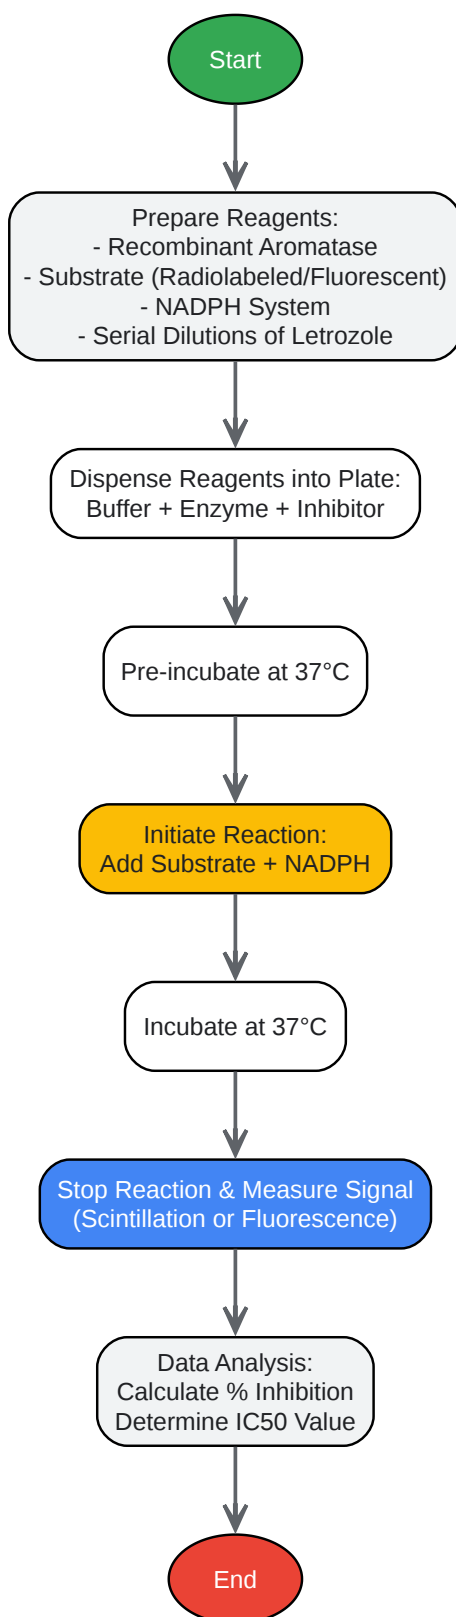 Start
Prepare Reagents:
- Recombinant Aromatase
- Substrate (Radiolabeled/Fluorescent)
- NADPH System
- Serial Dilutions of Letrozole
Dispense Reagents into Plate:
Buffer + Enzyme + Inhibitor
Pre-incubate at 37°C
Initiate Reaction:
Add Substrate + NADPH
Incubate at 37°C
Stop Reaction & Measure Signal
(Scintillation or Fluorescence)
Data Analysis:
Calculate % Inhibition
Determine IC50 Value
End